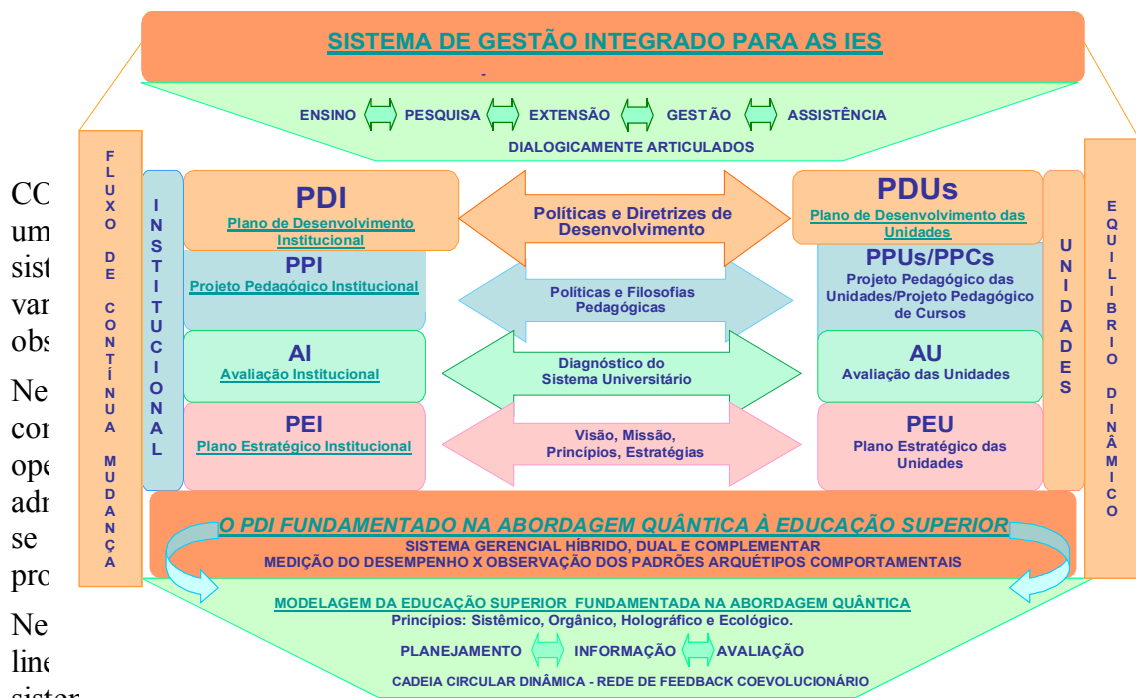 SISTEMA DE GESTÃO INTEGRADO PARA AS IES
-
ENSINO PESQUISA EXTENSÃO GESTÃO ASSISTÊNCIA
DIALOGICAMENTE ARTICULADOS
FLUXO DE CONTÍNUA MUDANÇA
INSTITUCIONAL
PDI
Plano de Desenvolvimento
Institucional
Políticas e Diretrizes de
Desenvolvimento
PDUs
Plano de Desenvolvimento das
Unidades
PPI
Projeto Pedagógico Institucional
Políticas e Filosofias
Pedagógicas
PPUs/PPCs
Projeto Pedagógico das
Unidades/Projeto Pedagógico
de Cursos
AI
Avaliação Institucional
Diagnóstico do
Sistema Universitário
AU
Avaliação das Unidades
PEI
Plano Estratégico Institucional
Visão, Missão,
Princípios, Estratégias
PEU
Plano Estratégico das
Unidades
UNIDADES
EQUILIBRIO DINÂMICO
O PDI FUNDAMENTADO NA ABORDAGEM QUÂNTICA À EDUCAÇÃO SUPERIOR
SISTEMA GERENCIAL HÍBRIDO, DUAL E COMPLEMENTAR
MEDIÇÃO DO DESEMPENHO X OBSERVAÇÃO DOS PADRÕES ARQUÉTIPOS COMPORTAMENTAIS
MODELAGEM DA EDUCAÇÃO SUPERIOR FUNDAMENTADA NA ABORDAGEM QUÂNTICA
Princípios: Sistêmico, Orgânico, Holográfico e Ecológico.
PLANEJAMENTO INFORMAÇÃO AVALIAÇÃO
CADEIA CIRCULAR DINÂMICA - REDE DE FEEDBACK COEVOLUCIONÁRIO
um
se